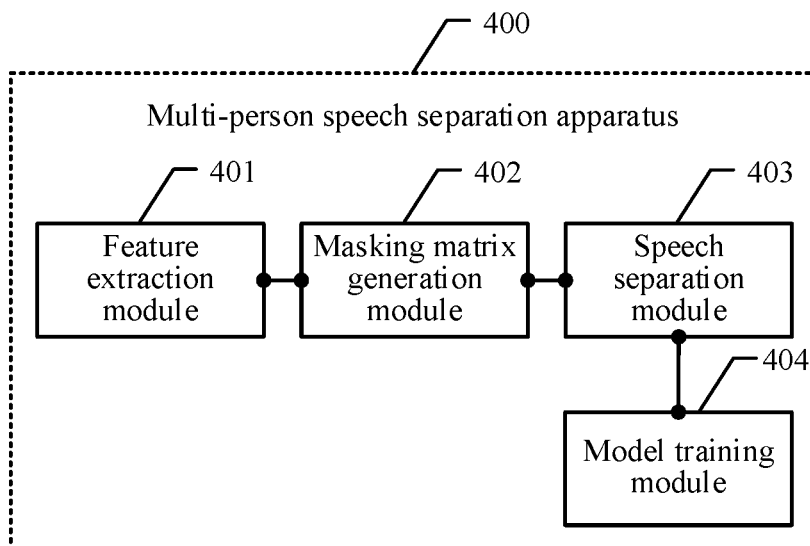 400
Multi-person speech separation apparatus
401
402
403
Feature
extraction
module
Masking matrix
generation
module
Speech
separation
module
404
Model training
module